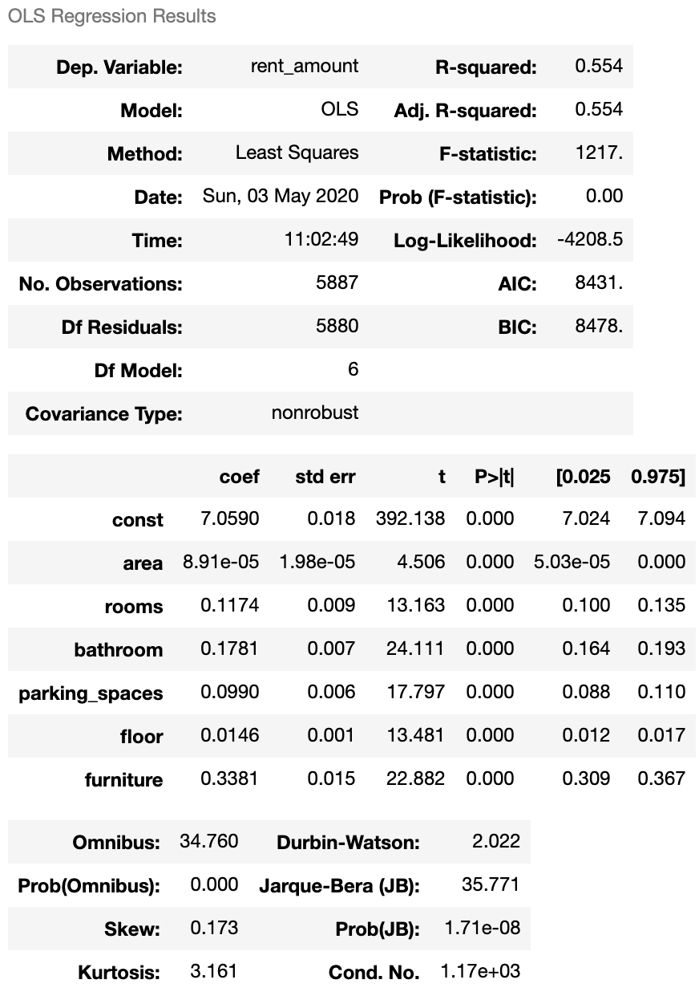 OLS Regression Results
Dep. Variable: rent_amount R-squared: 0.554
Model: OLS Adj. R-squared: 0.554
Method: Least Squares F-statistic: 1217.
Date: Sun, 03 May 2020 Prob (F-statistic): 0.00
Time: 11:02:49 Log-Likelihood: -4208.5
No. Observations: 5887 AIC: 8431.
Df Residuals: 5880 BIC: 8478.
Df Model: 6
Covariance Type: nonrobust
coef std err t P>|t| [0.025 0.975]
const 7.0590 0.018 392.138 0.000 7.024 7.094
area 8.91e-05 1.98e-05 4.506 0.000 5.03e-05 0.000
rooms 0.1174 0.009 13.163 0.000 0.100 0.135
bathroom 0.1781 0.007 24.111 0.000 0.164 0.193
parking_spaces 0.0990 0.006 17.797 0.000 0.088 0.110
floor 0.0146 0.001 13.481 0.000 0.012 0.017
furniture 0.3381 0.015 22.882 0.000 0.309 0.367
Omnibus: 34.760 Durbin-Watson: 2.022
Prob(Omnibus): 0.000 Jarque-Bera (JB): 35.771
Skew: 0.173 Prob(JB): 1.71e-08
Kurtosis: 3.161 Cond. No. 1.17e+03